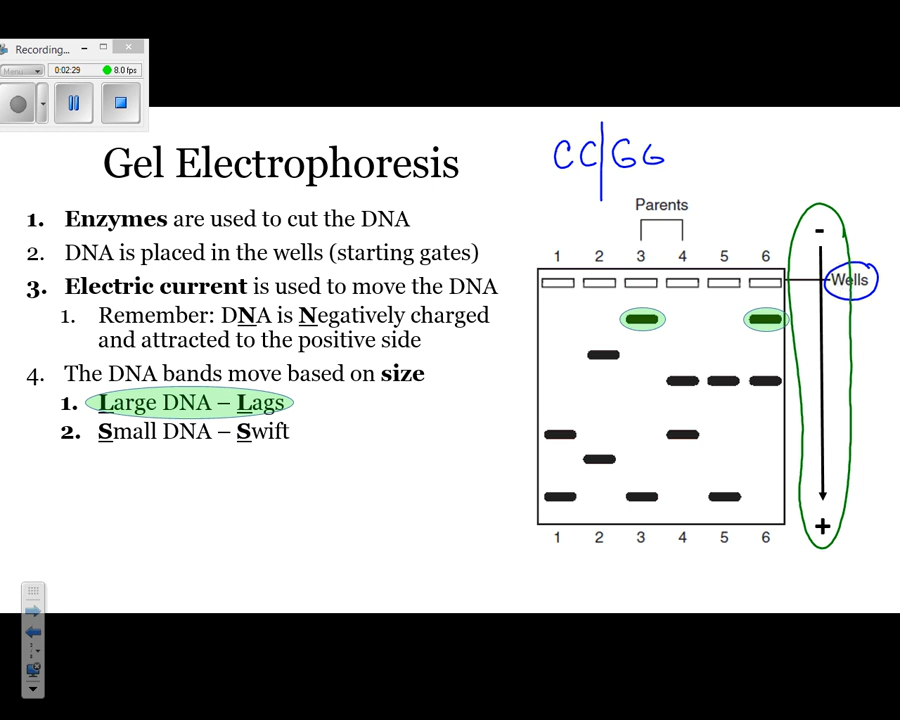 Recording...
Menu
0:02:29
8.0 fps
Gel Electrophoresis
1. Enzymes are used to cut the DNA
2. DNA is placed in the wells (starting gates)
3. Electric current is used to move the DNA
1. Remember: DNA is Negatively charged
and attracted to the positive side
4. The DNA bands move based on size
1. Large DNA – Lags
2. Small DNA – Swift
CC|GG
Parents
1 2 3 4 5 6
-
Wells
+
1 2 3 4 5 6